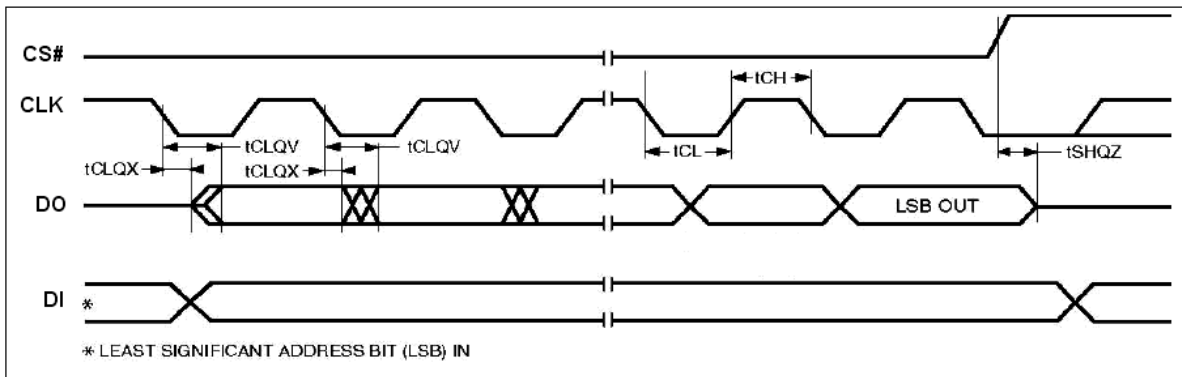 CS#
CLK
tCH
tCLQV
tCLQV
tCL
tSHQZ
tCLQX
tCLQX
DO
LSB OUT
DI
*
* LEAST SIGNIFICANT ADDRESS BIT (LSB) IN